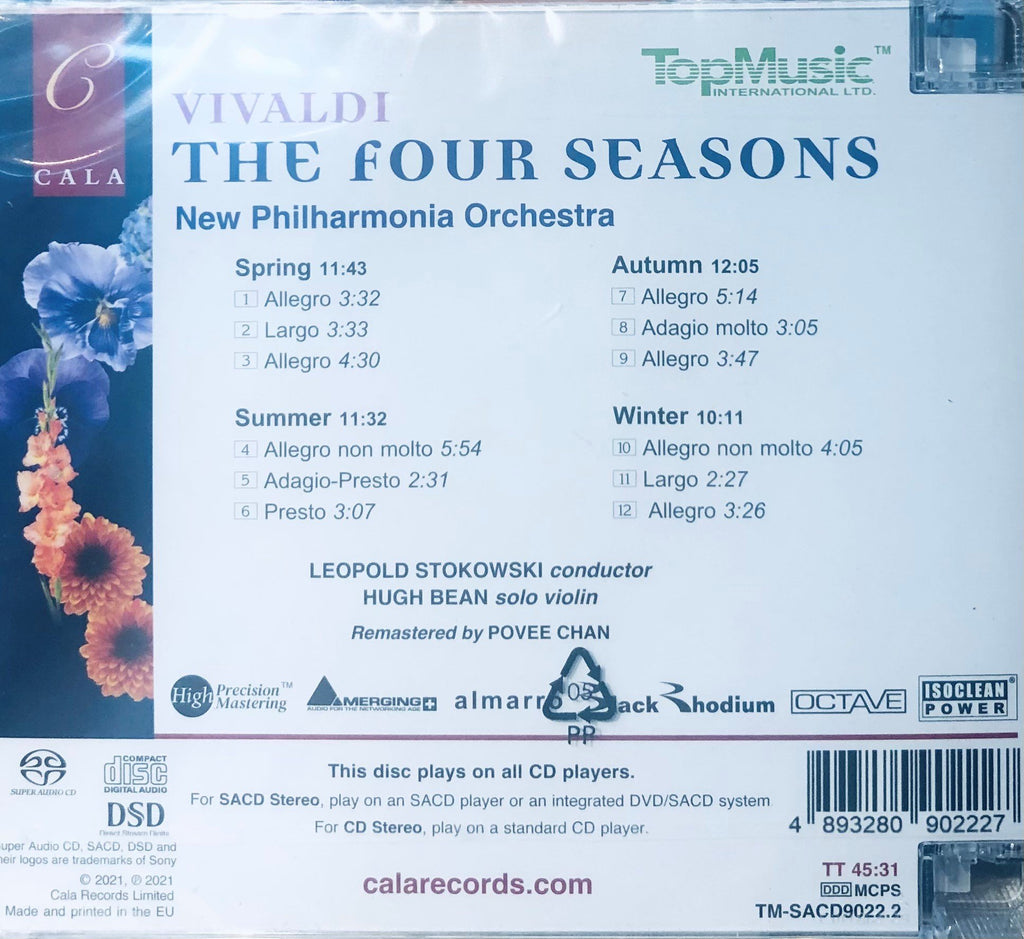 C
CALA
TopMusic™
INTERNATIONAL LTD.
VIVALDI
THE FOUR SEASONS
New Philharmonia Orchestra
Spring 11:43
1 Allegro 3:32
2 Largo 3:33
3 Allegro 4:30
Summer 11:32
4 Allegro non molto 5:54
5 Adagio-Presto 2:31
6 Presto 3:07
Autumn 12:05
7 Allegro 5:14
8 Adagio molto 3:05
9 Allegro 3:47
Winter 10:11
10 Allegro non molto 4:05
11 Largo 2:27
12 Allegro 3:26
LEOPOLD STOKOWSKI conductor
HUGH BEAN solo violin
Remastered by POVEE CHAN
High Precision™
Mastering
MERGING
AUDIO FOR THE NETWORKING AGE
05
PP
Rhodium
OCTAVE
ISOCLEAN®
POWER
SUPER AUDIO CD
COMPACT
disc
DIGITAL AUDIO
DSD
Direct Stream Digital
This disc plays on all CD players.
For SACD Stereo, play on an SACD player or an integrated DVD/SACD system
For CD Stereo, play on a standard CD player.
4 893280 902227
uper Audio CD, SACD, DSD and
heir logos are trademarks of Sony
© 2021, ℗ 2021
Cala Records Limited
Made and printed in the EU
calarecords.com
TT 45:31
DDD MCPS
TM-SACD9022.2